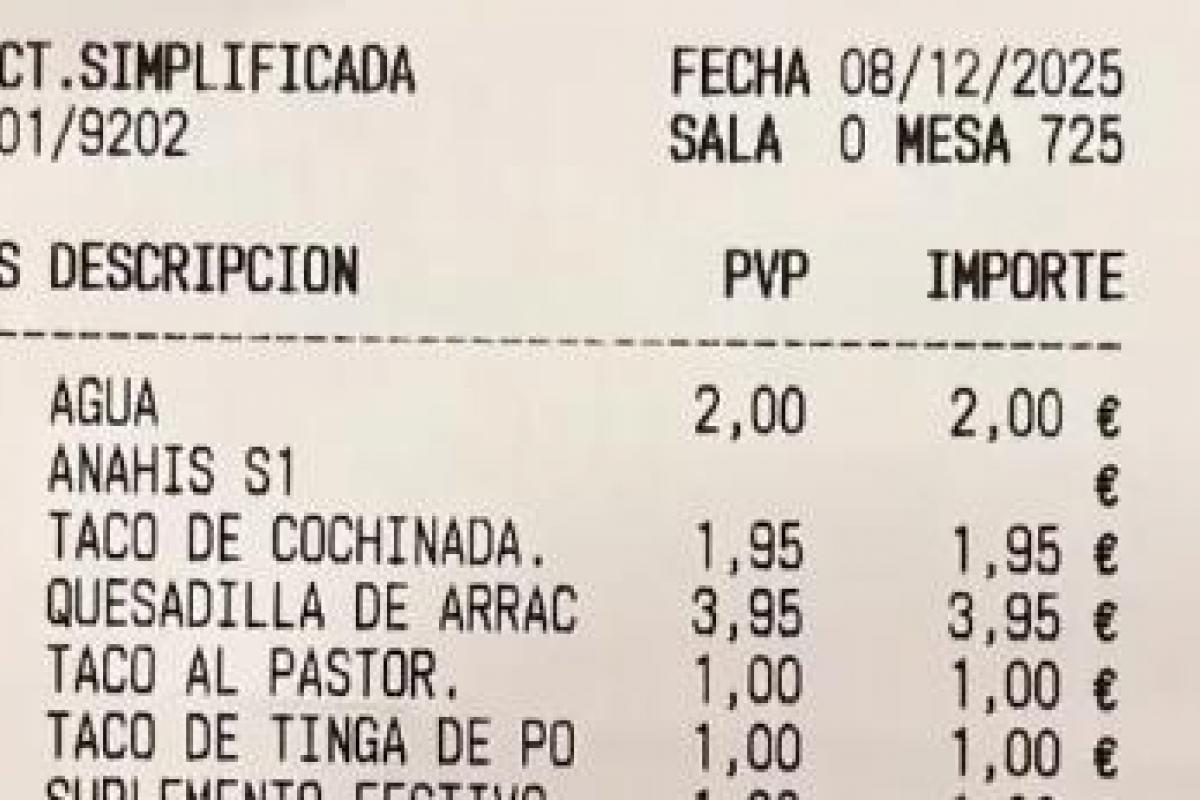 CT.SIMPLIFICADA FECHA 08/12/2025
01/9202 SALA 0 MESA 725
S DESCRIPCION PVP IMPORTE
AGUA 2,00 2,00 €
ANAHIS S1 €
TACO DE COCHINADA. 1,95 1,95 €
QUESADILLA DE ARRAC 3,95 3,95 €
TACO AL PASTOR. 1,00 1,00 €
TACO DE TINGA DE PO 1,00 1,00 €
SUPLEMENTO FESTIVO